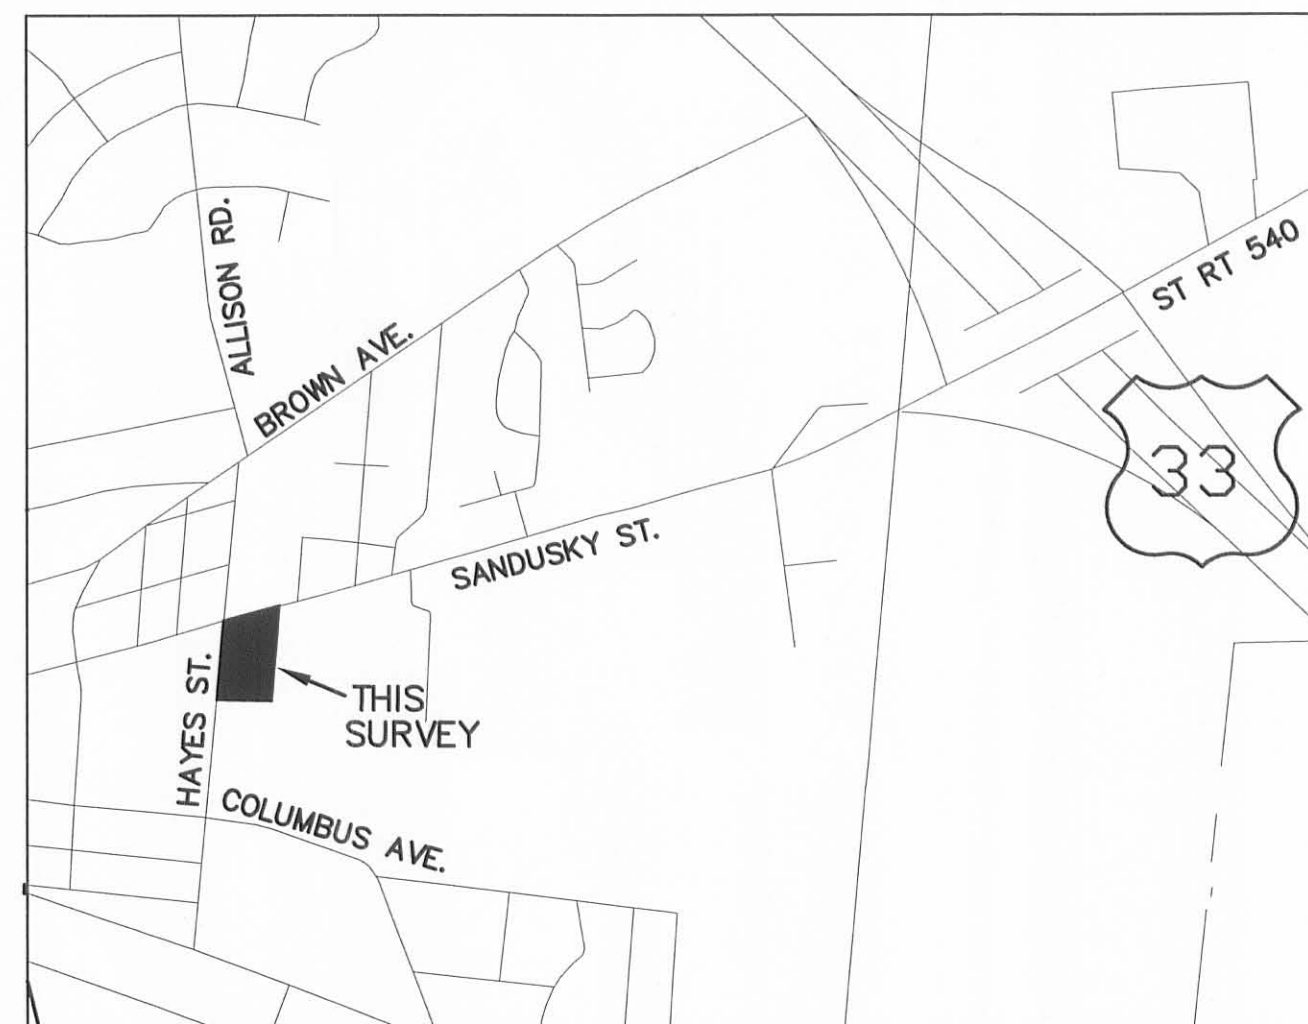 ALLISON RD.
BROWN AVE.
ST RT 540
33
SANDUSKY ST.
HAYES ST.
THIS
SURVEY
COLUMBUS AVE.